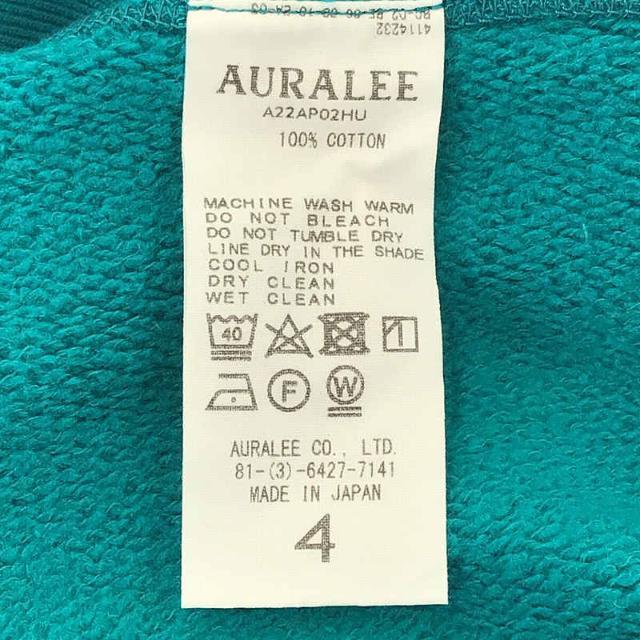 4114232
AURALEE
A22AP02HU
100% COTTON
MACHINE WASH WARM
DO NOT BLEACH
DO NOT TUMBLE DRY
LINE DRY IN THE SHADE
COOL IRON
DRY CLEAN
WET CLEAN
40
F W
AURALEE CO., LTD.
81-(3)-6427-7141
MADE IN JAPAN
4